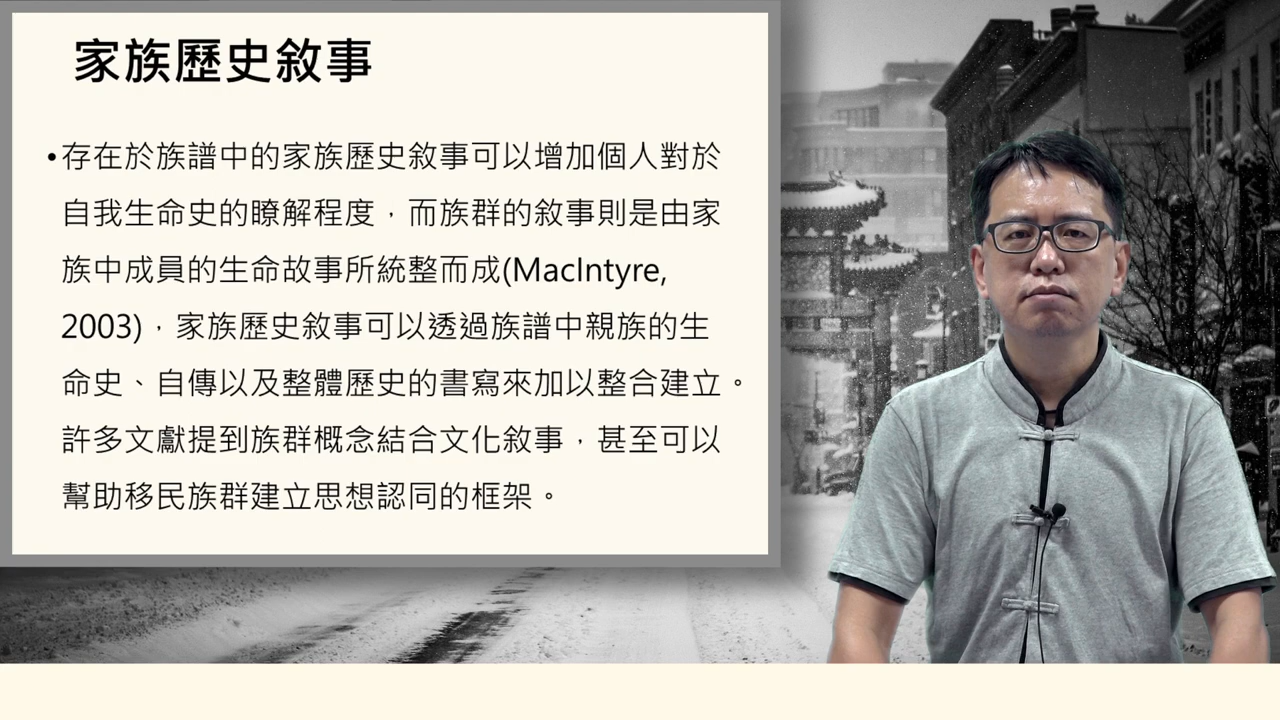 家族歷史敘事
•存在於族譜中的家族歷史敘事可以增加個人對於
自我生命史的瞭解程度，而族群的敘事則是由家
族中成員的生命故事所統整而成(MacIntyre,
2003)，家族歷史敘事可以透過族譜中親族的生
命史、自傳以及整體歷史的書寫來加以整合建立。
許多文獻提到族群概念結合文化敘事，甚至可以
幫助移民族群建立思想認同的框架。